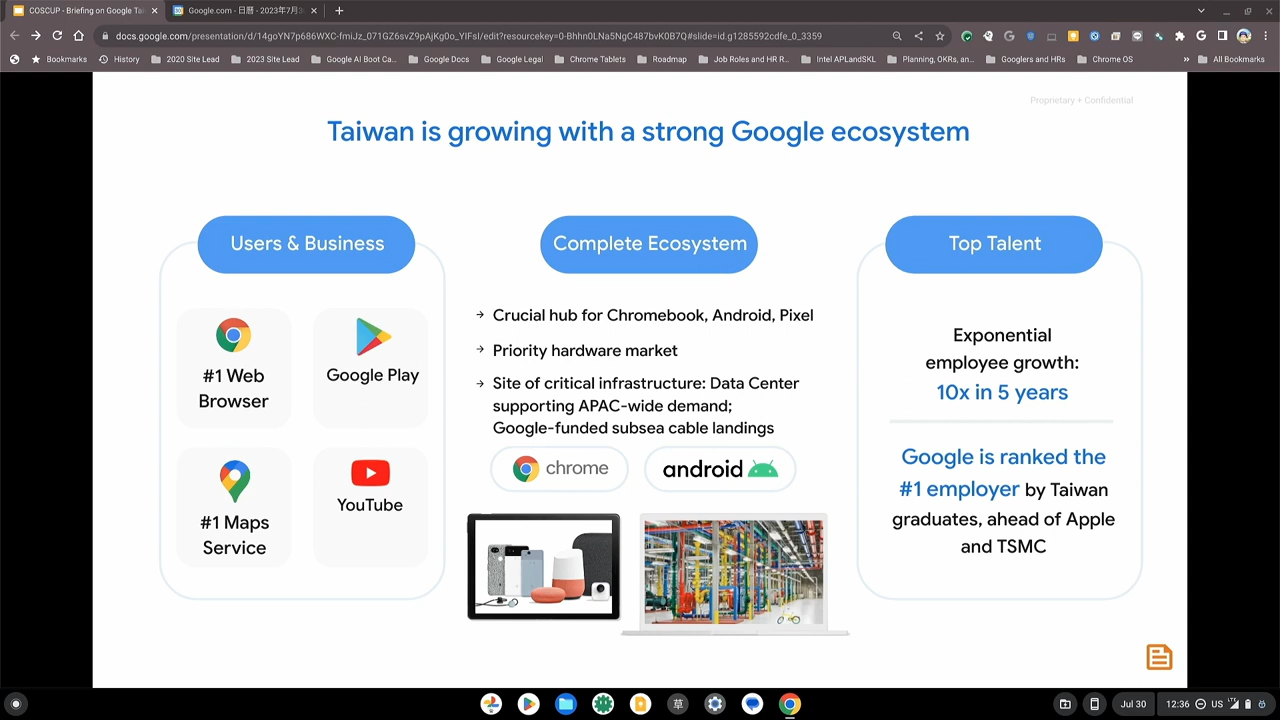 COSCUP - Briefing on Google Ta
Google.com - 日曆 - 2023年7月3
docs.google.com/presentation/d/14goYN7p686WXC-fmiJz_071GZ6svZ9pAjKg0o_YIFsI/edit?resourcekey=0-Bhhn0LNa5NgC487bvK0B7Q#slide=id.g1285592cdfe_0_3359
Bookmarks
History
2020 Site Lead
2023 Site Lead
Google AI Boot Ca...
Google Docs
Google Legal
Chrome Tablets
Roadmap
Job Roles and HR R...
Intel APLandSKL
Planning, OKRs, an...
Googlers and HRs
Chrome OS
»
All Bookmarks
Proprietary + Confidential
Taiwan is growing with a strong Google ecosystem
Users & Business
#1 Web
Browser
Google Play
#1 Maps
Service
YouTube
Complete Ecosystem
→ Crucial hub for Chromebook, Android, Pixel
→ Priority hardware market
→ Site of critical infrastructure: Data Center
supporting APAC-wide demand;
Google-funded subsea cable landings
chrome
android
Top Talent
Exponential
employee growth:
10x in 5 years
Google is ranked the
#1 employer by Taiwan
graduates, ahead of Apple
and TSMC
草
Jul 30
12:36
US
LTE